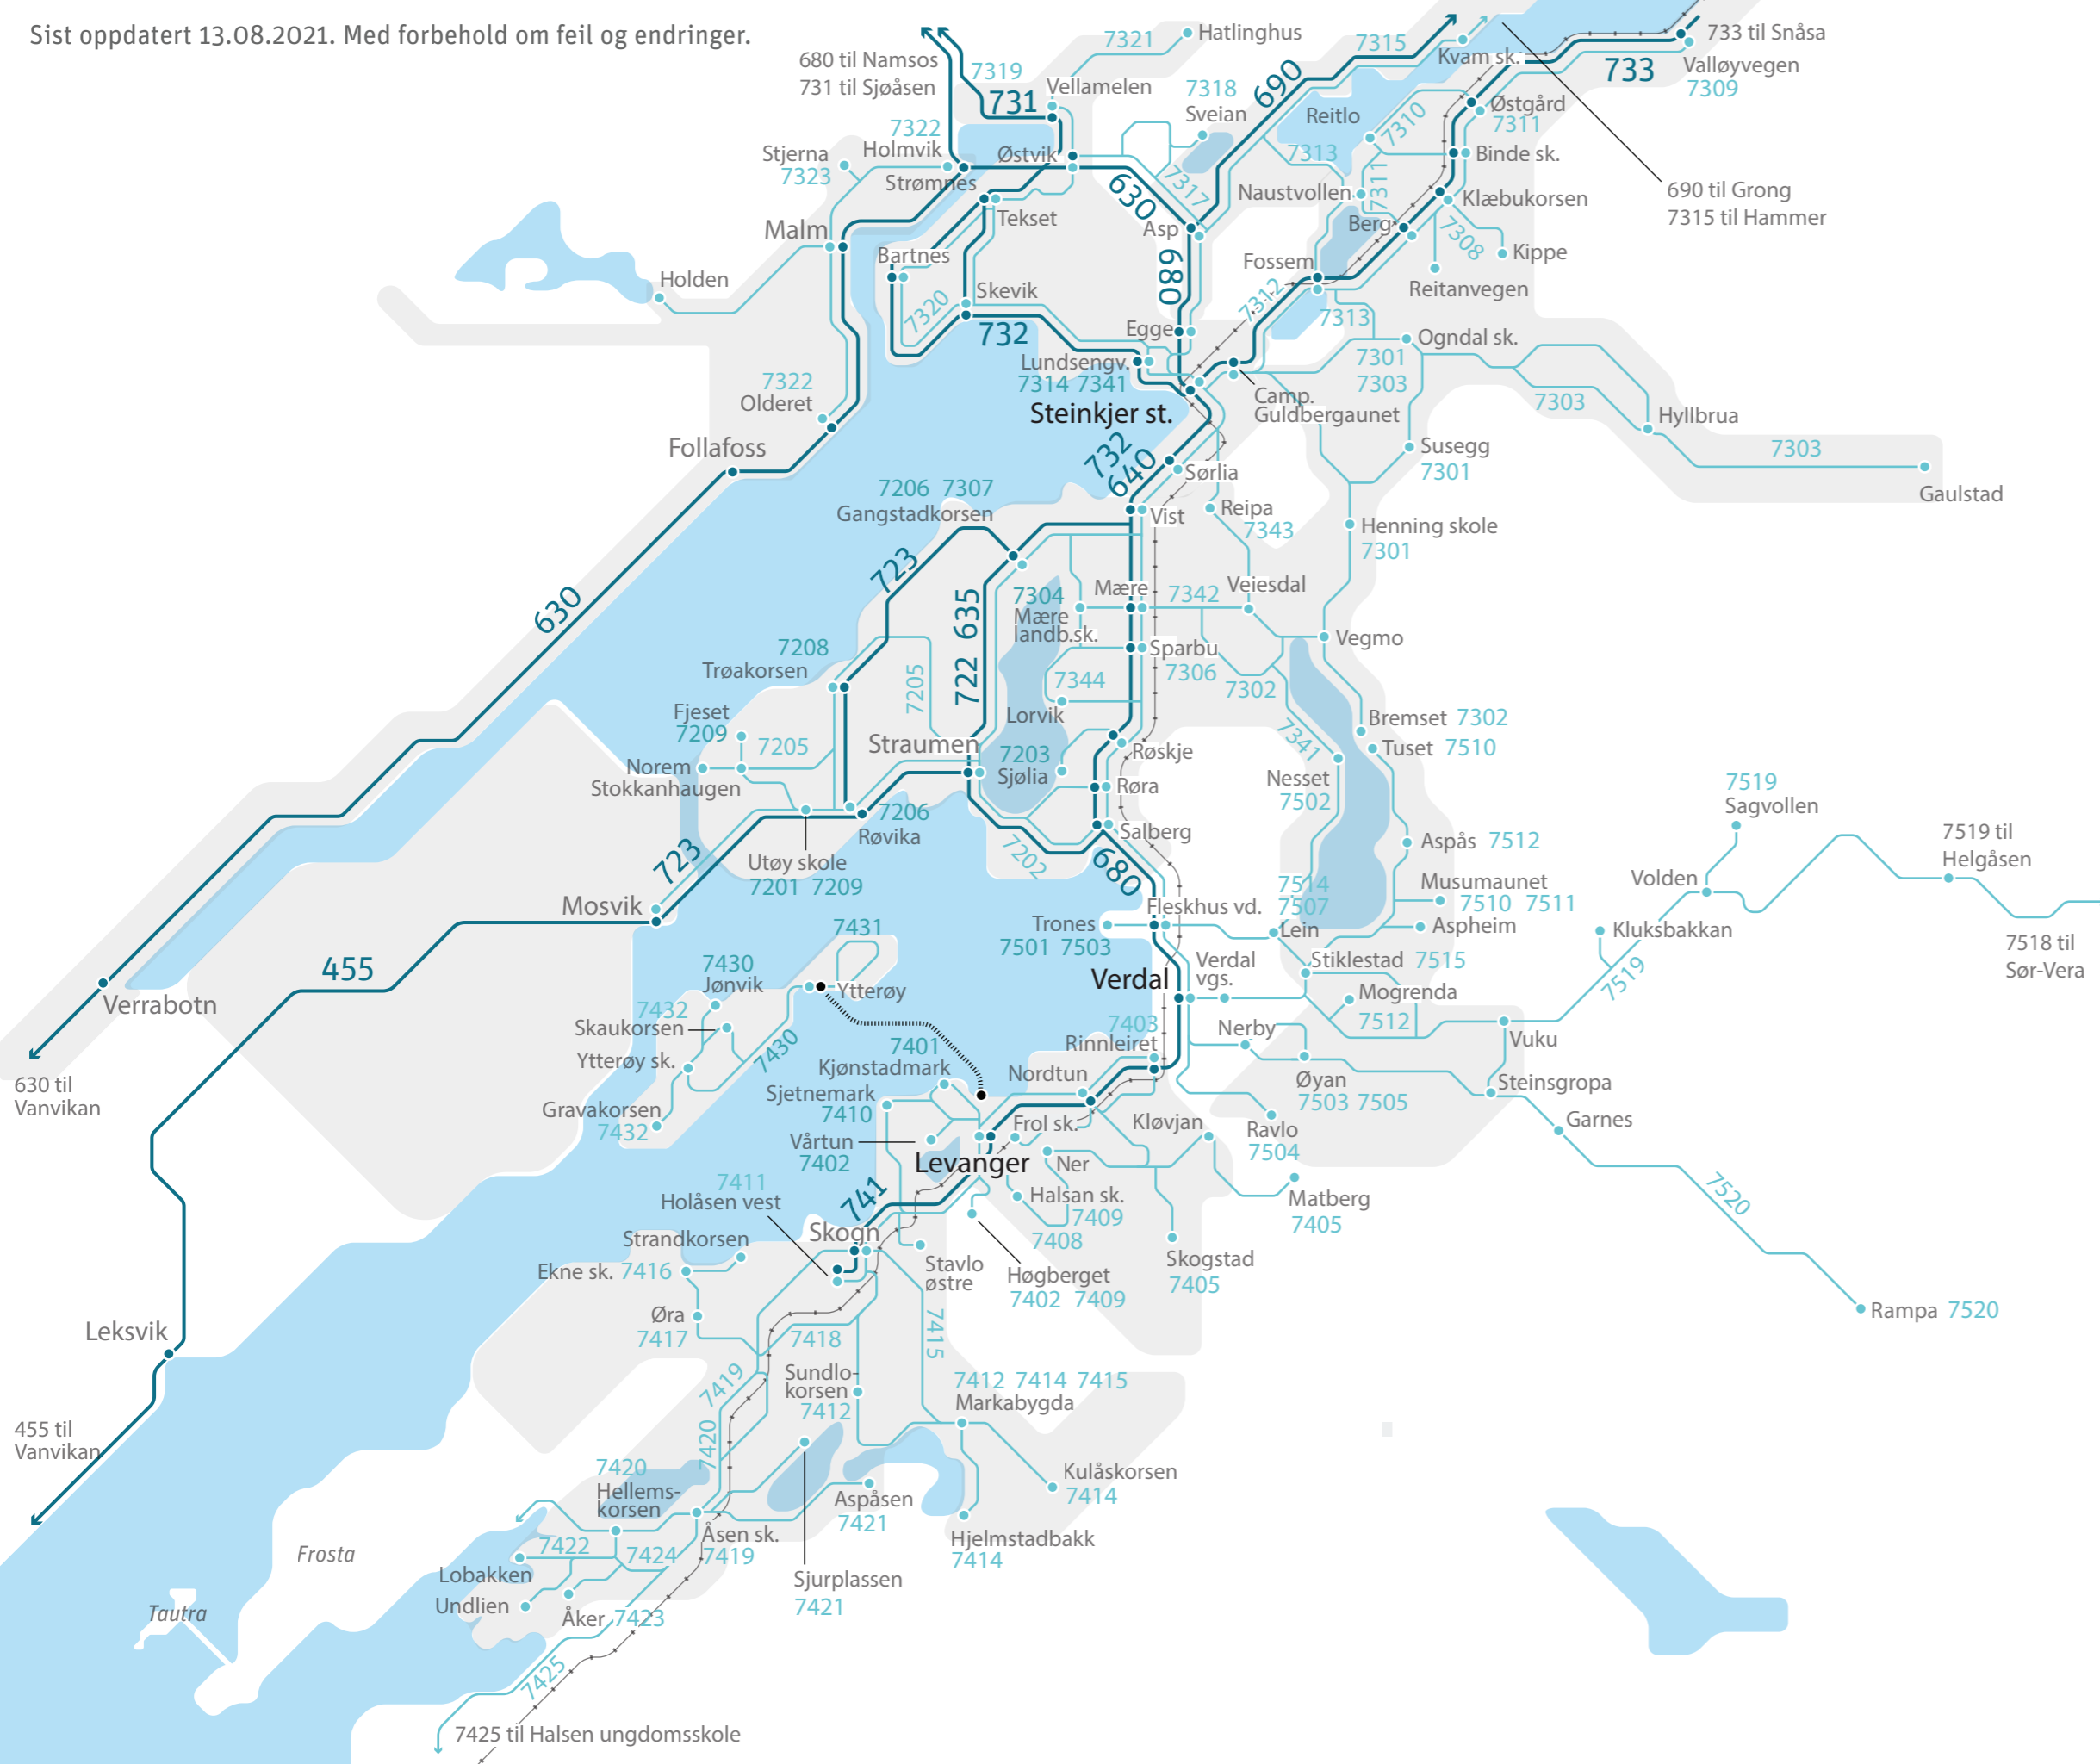 Sist oppdatert 13.08.2021. Med forbehold om feil og endringer.
680 til Namsos
731 til Sjøåsen
7319
731
Vellamelen
7321
Hatlinghus
7318
Sveian
690
7315
Kvam sk.
733 til Snåsa
733
Valløyvegen
7309
Reitlo
7310
Østgård
7311
7322
Holmvik
Stjerna
7323
Strømnes
Østvik
630
7317
7313
7311
Binde sk.
Naustvollen
Klæbukorsen
690 til Grong
7315 til Hammer
Tekset
Asp
Berg
7308
Kippe
Malm
Bartnes
680
Fossem
Reitanvegen
Holden
Skevik
7320
732
7312
7313
Egge
Ogndal sk.
Lundsengv.
7314 7341
7301
7303
Camp.
Guldbergaunet
7303
Hyllbrua
Steinkjer st.
7322
Olderet
Follafoss
732
640
Sørlia
Susegg
7301
7303
Gaulstad
7206 7307
Gangstadkorsen
Vist
Reipa
7343
Henning skole
7301
723
630
722 635
7304
Mære
landb.sk.
Mære
7342
Veiesdal
Vegmo
Sparbu
7306
7208
Trøakorsen
7205
7344
7302
Lorvik
Fjeset
7209
7205
Straumen
7203
Sjølia
Røskje
7341
Bremset 7302
Tuset 7510
Norem
Stokkanhaugen
Røra
Nesset
7502
7206
Røvika
Salberg
7519
Sagvollen
723
Utøy skole
7201 7209
7202
680
Aspås 7512
7519 til
Helgåsen
Mosvik
7514
7507
Musumaunet
7510 7511
Volden
Fleskhus vd.
Trones
7501 7503
Lein
Aspheim
Kluksbakkan
7518 til
Sør-Vera
455
7431
7430
Jønvik
Ytterøy
Verdal
Verdal
vgs.
Stiklestad 7515
7519
Verrabotn
7432
Skaukorsen
Mogrenda
7512
7403
Rinnleiret
Nerby
Vuku
Ytterøy sk.
7430
7401
Kjønstadmark
Nordtun
630 til
Vanvikan
Sjetnemark
7410
Øyan
7503 7505
Steinsgropa
Gravakorsen
7432
Frol sk.
Kløvjan
Ravlo
7504
Garnes
Vårtun
7402
Levanger
Ner
7411
Holåsen vest
741
Halsan sk.
7409
Matberg
7405
7520
Skogn
7408
Strandkorsen
Stavlo
østre
Høgberget
7402 7409
Skogstad
7405
Ekne sk. 7416
Øra
7417
7418
7415
Rampa 7520
Leksvik
Sundlo-
korsen
7412
7419
7412 7414 7415
Markabygda
455 til
Vanvikan
7420
7420
Hellems-
korsen
Kulåskorsen
7414
Aspåsen
7421
Åsen sk.
7419
Hjelmstadbakk
7414
Frosta
7422
7424
Lobakken
Sjurplassen
7421
Undlien
Åker 7423
Tautra
7425
7425 til Halsen ungdomsskole